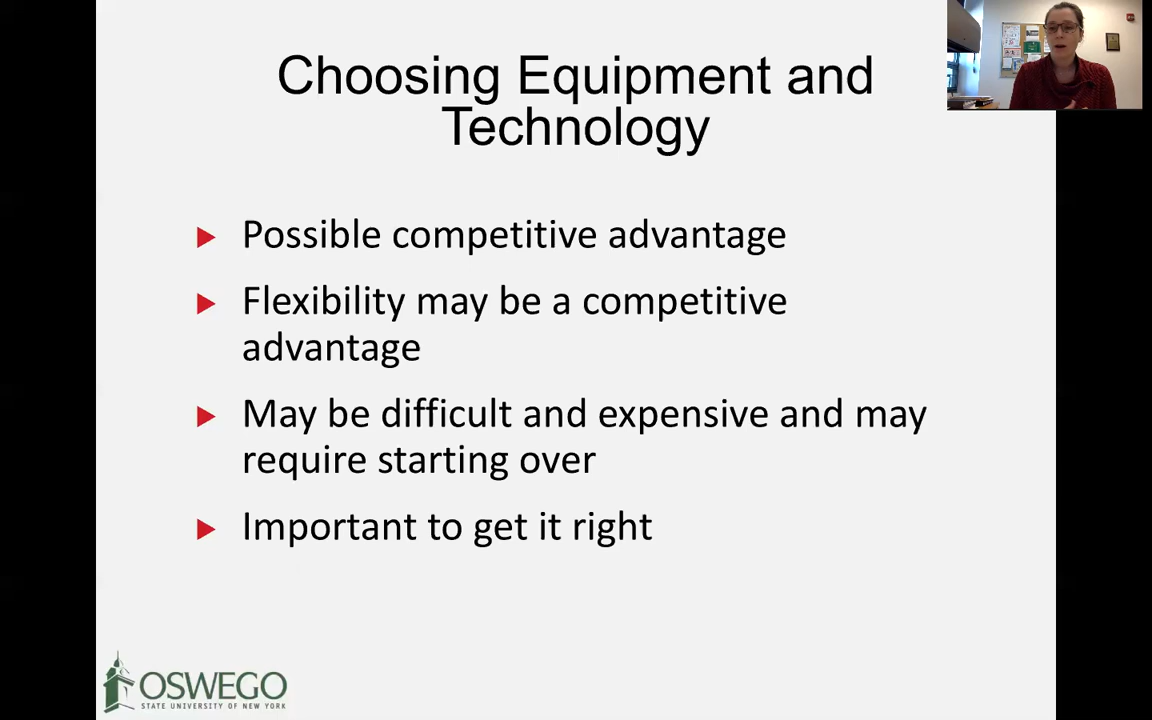 Choosing Equipment and
Technology
Possible competitive advantage
Flexibility may be a competitive
advantage
May be difficult and expensive and may
require starting over
Important to get it right
OSWEGO
STATE UNIVERSITY OF NEW YORK